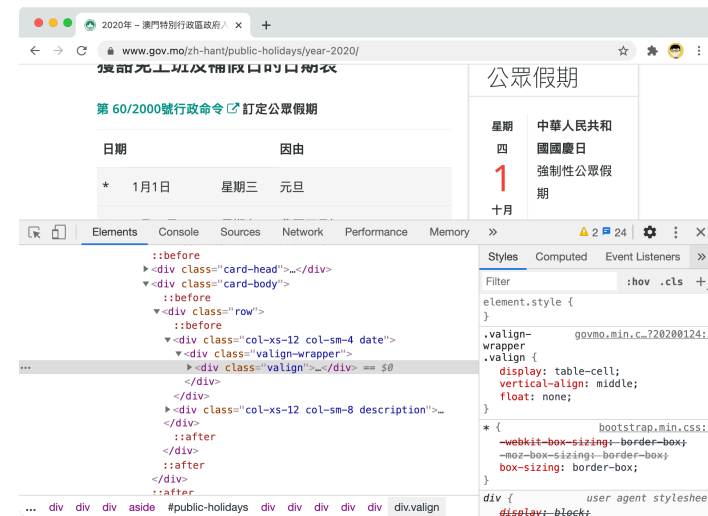 2020年 – 澳門特別行政區政府入
www.gov.mo/zh-hant/public-holidays/year-2020/
公眾假期
第 60/2000號行政命令 訂定公眾假期
日期 因由
* 1月1日 星期三 元旦
星期
四
1
十月
中華人民共和
國國慶日
強制性公眾假
期
Elements Console Sources Network Performance Memory » 2 24
::before
<div class="card-head">…</div>
<div class="card-body">
::before
<div class="row">
::before
<div class="col-xs-12 col-sm-4 date">
<div class="valign-wrapper">
<div class="valign">…</div> == $0
</div>
</div>
<div class="col-xs-12 col-sm-8 description">…
</div>
::after
</div>
::after
</div>
::after
... div div div aside #public-holidays div div div div div div.valign
Styles Computed Event Listeners »
Filter :hov .cls +
element.style {
}
.valign-wrapper govmo.min.c…?20200124:
.valign {
display: table-cell;
vertical-align: middle;
float: none;
}
* { bootstrap.min.css:
-webkit-box-sizing: border-box;
-moz-box-sizing: border-box;
box-sizing: border-box;
}
div { user agent styleshee
display: block;